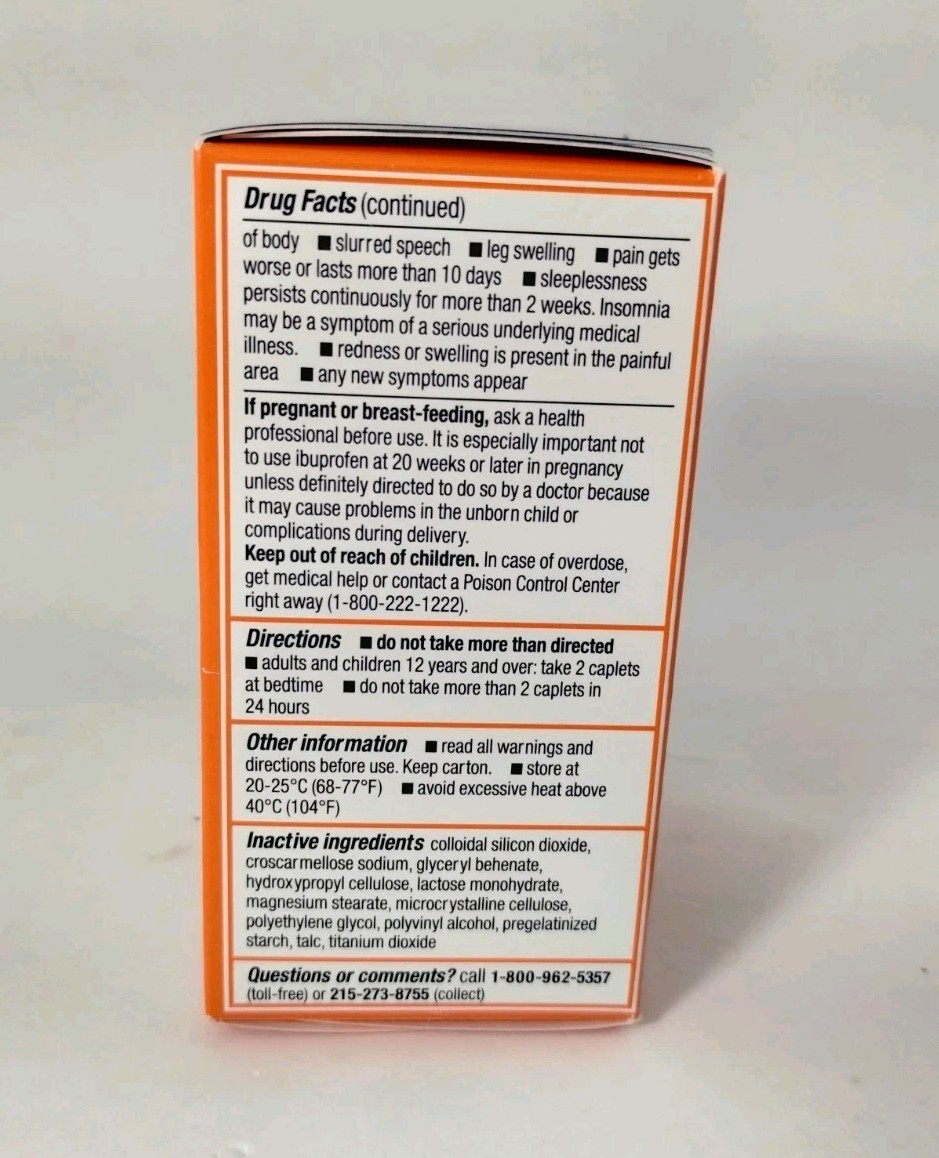 Drug Facts (continued)
of body ■ slurred speech ■ leg swelling ■ pain gets
worse or lasts more than 10 days ■ sleeplessness
persists continuously for more than 2 weeks. Insomnia
may be a symptom of a serious underlying medical
illness. ■ redness or swelling is present in the painful
area ■ any new symptoms appear
If pregnant or breast-feeding, ask a health
professional before use. It is especially important not
to use ibuprofen at 20 weeks or later in pregnancy
unless definitely directed to do so by a doctor because
it may cause problems in the unborn child or
complications during delivery.
Keep out of reach of children. In case of overdose,
get medical help or contact a Poison Control Center
right away (1-800-222-1222).
Directions ■ do not take more than directed
■ adults and children 12 years and over: take 2 caplets
at bedtime ■ do not take more than 2 caplets in
24 hours
Other information ■ read all warnings and
directions before use. Keep carton. ■ store at
20-25°C (68-77°F) ■ avoid excessive heat above
40°C (104°F)
Inactive ingredients colloidal silicon dioxide,
croscarmellose sodium, glyceryl behenate,
hydroxypropyl cellulose, lactose monohydrate,
magnesium stearate, microcrystalline cellulose,
polyethylene glycol, polyvinyl alcohol, pregelatinized
starch, talc, titanium dioxide
Questions or comments? call 1-800-962-5357
(toll-free) or 215-273-8755 (collect)